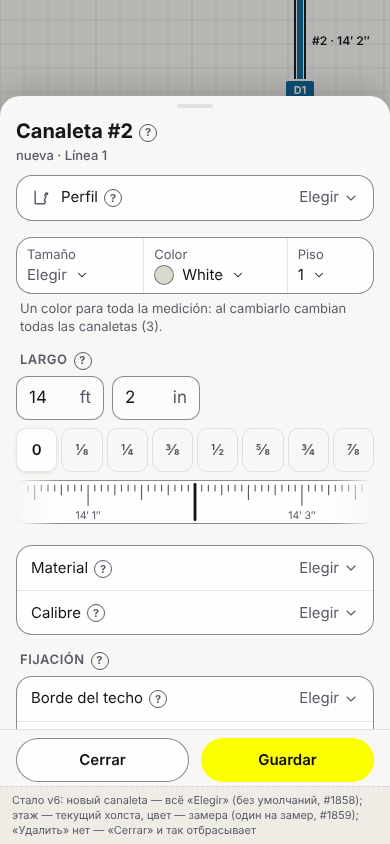 #2 · 14′ 2″
D1
Canaleta #2 ?
nueva · Línea 1
Perfil ? Elegir
Tamaño Color Piso
Elegir White 1
Un color para toda la medición: al cambiarlo cambian
todas las canaletas (3).
LARGO ?
14 ft 2 in
0 ⅛ ¼ ⅜ ½ ⅝ ¾ ⅞
14′ 1″ 14′ 3″
Material ? Elegir
Calibre ? Elegir
FIJACIÓN ?
Borde del techo ? Elegir
Cerrar Guardar
Стало v6: новый canaleta — всё «Elegir» (без умолчаний, #1858);
этаж — текущий холста, цвет — замера (один на замер, #1859);
«Удалить» нет — «Cerrar» и так отбрасывает